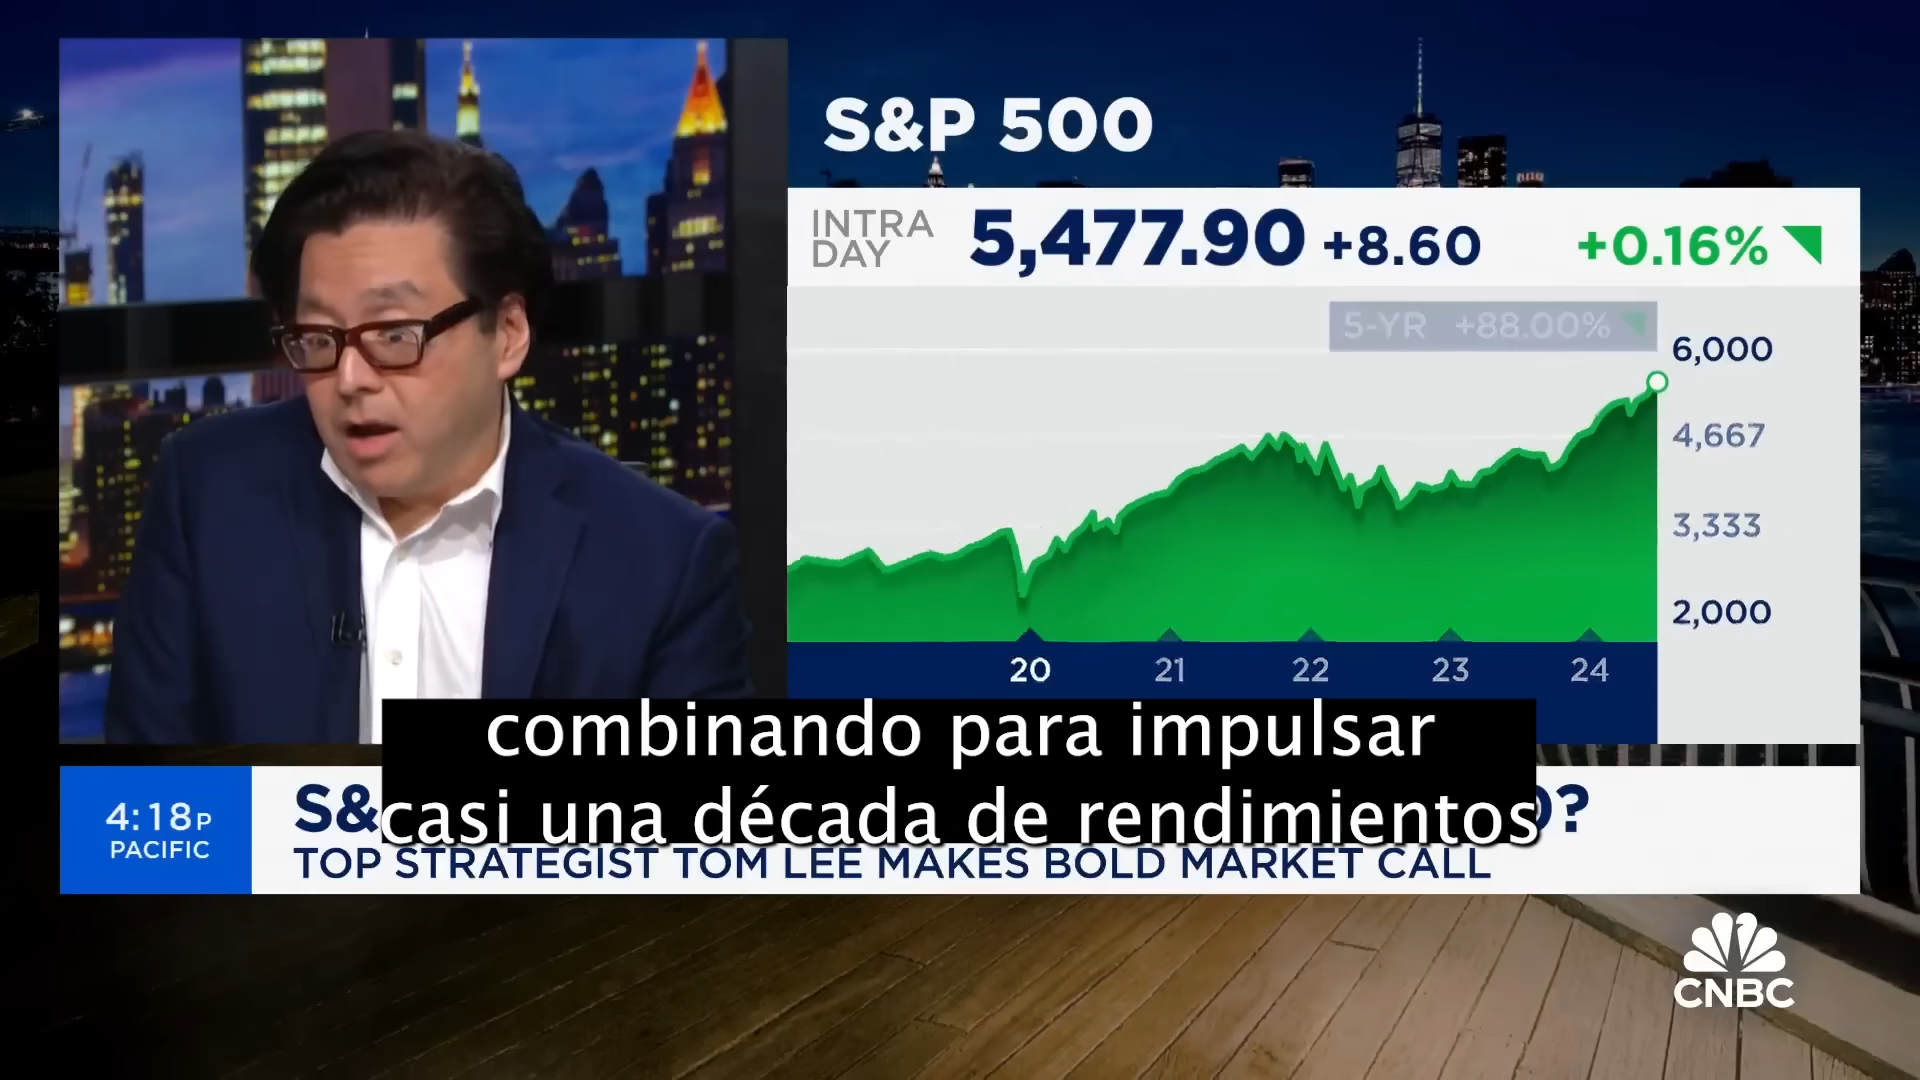 S&P 500
INTRA
DAY
5,477.90 +8.60 +0.16%
5-YR +88.00%
6,000
4,667
3,333
2,000
20 21 22 23 24
combinando para impulsar
casi una década de rendimientos
4:18P
PACIFIC
S& ?
TOP STRATEGIST TOM LEE MAKES BOLD MARKET CALL
CNBC